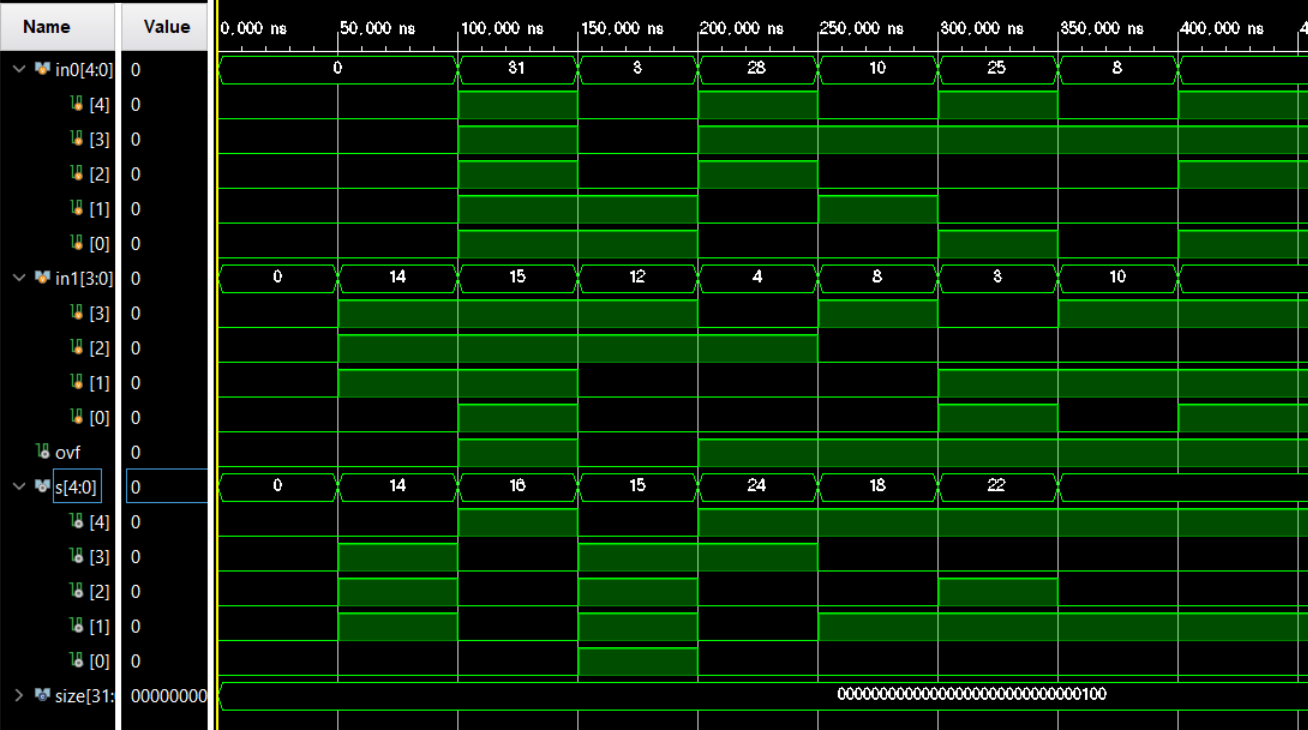 Name Value 0,000 ns 50,000 ns 100,000 ns 150,000 ns 200,000 ns 250,000 ns 300,000 ns 350,000 ns 400,000 ns 4
in0[4:0] 0 0 31 3 28 10 25 8
[4] 0
[3] 0
[2] 0
[1] 0
[0] 0
in1[3:0] 0 0 14 15 12 4 8 3 10
[3] 0
[2] 0
[1] 0
[0] 0
ovf 0
s[4:0] 0 0 14 16 15 24 18 22
[4] 0
[3] 0
[2] 0
[1] 0
[0] 0
size[31: 00000000 00000000000000000000000000000100